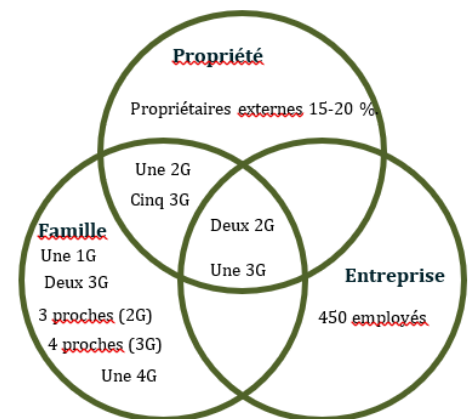 Propriété
Propriétaires externes 15-20 %.
Une 2G
Cinq 3G
Deux 2G
Une 3G
Famille
Une 1G
Deux 3G
3 proches (2G)
4 proches (3G)
Une 4G
Entreprise
450 employés